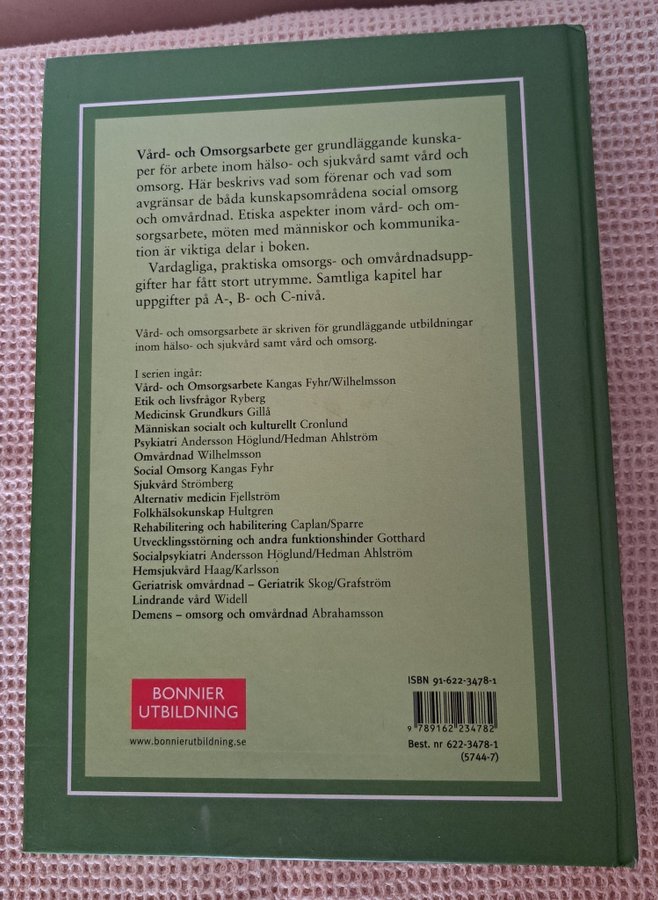 Vård- och Omsorgsarbete ger grundläggande kunska-
per för arbete inom hälso- och sjukvård samt vård och
omsorg. Här beskrivs vad som förenar och vad som
avgränsar de båda kunskapsområdena social omsorg
och omvårdnad. Etiska aspekter inom vård- och om-
sorgsarbete, möten med människor och kommunika-
tion är viktiga delar i boken.
Vardagliga, praktiska omsorgs- och omvårdnadsupp-
gifter har fått stort utrymme. Samtliga kapitel har
uppgifter på A-, B- och C-nivå.
Vård- och omsorgsarbete är skriven för grundläggande utbildningar
inom hälso- och sjukvård samt vård och omsorg.
I serien ingår:
Vård- och Omsorgsarbete Kangas Fyhr/Wilhelmsson
Etik och livsfrågor Ryberg
Medicinsk Grundkurs Gillå
Människan socialt och kulturellt Cronlund
Psykiatri Andersson Höglund/Hedman Ahlström
Omvårdnad Wilhelmsson
Social Omsorg Kangas Fyhr
Sjukvård Strömberg
Alternativ medicin Fjellström
Folkhälsokunskap Hultgren
Rehabilitering och habilitering Caplan/Sparre
Utvecklingsstörning och andra funktionshinder Gotthard
Socialpsykiatri Andersson Höglund/Hedman Ahlström
Hemsjukvård Haag/Karlsson
Geriatrisk omvårdnad – Geriatrik Skog/Grafström
Lindrande vård Widell
Demens – omsorg och omvårdnad Abrahamsson
BONNIER
UTBILDNING
www.bonnierutbildning.se
ISBN 91-622-3478-1
9 789162 234782
Best. nr 622-3478-1
(5744-7)